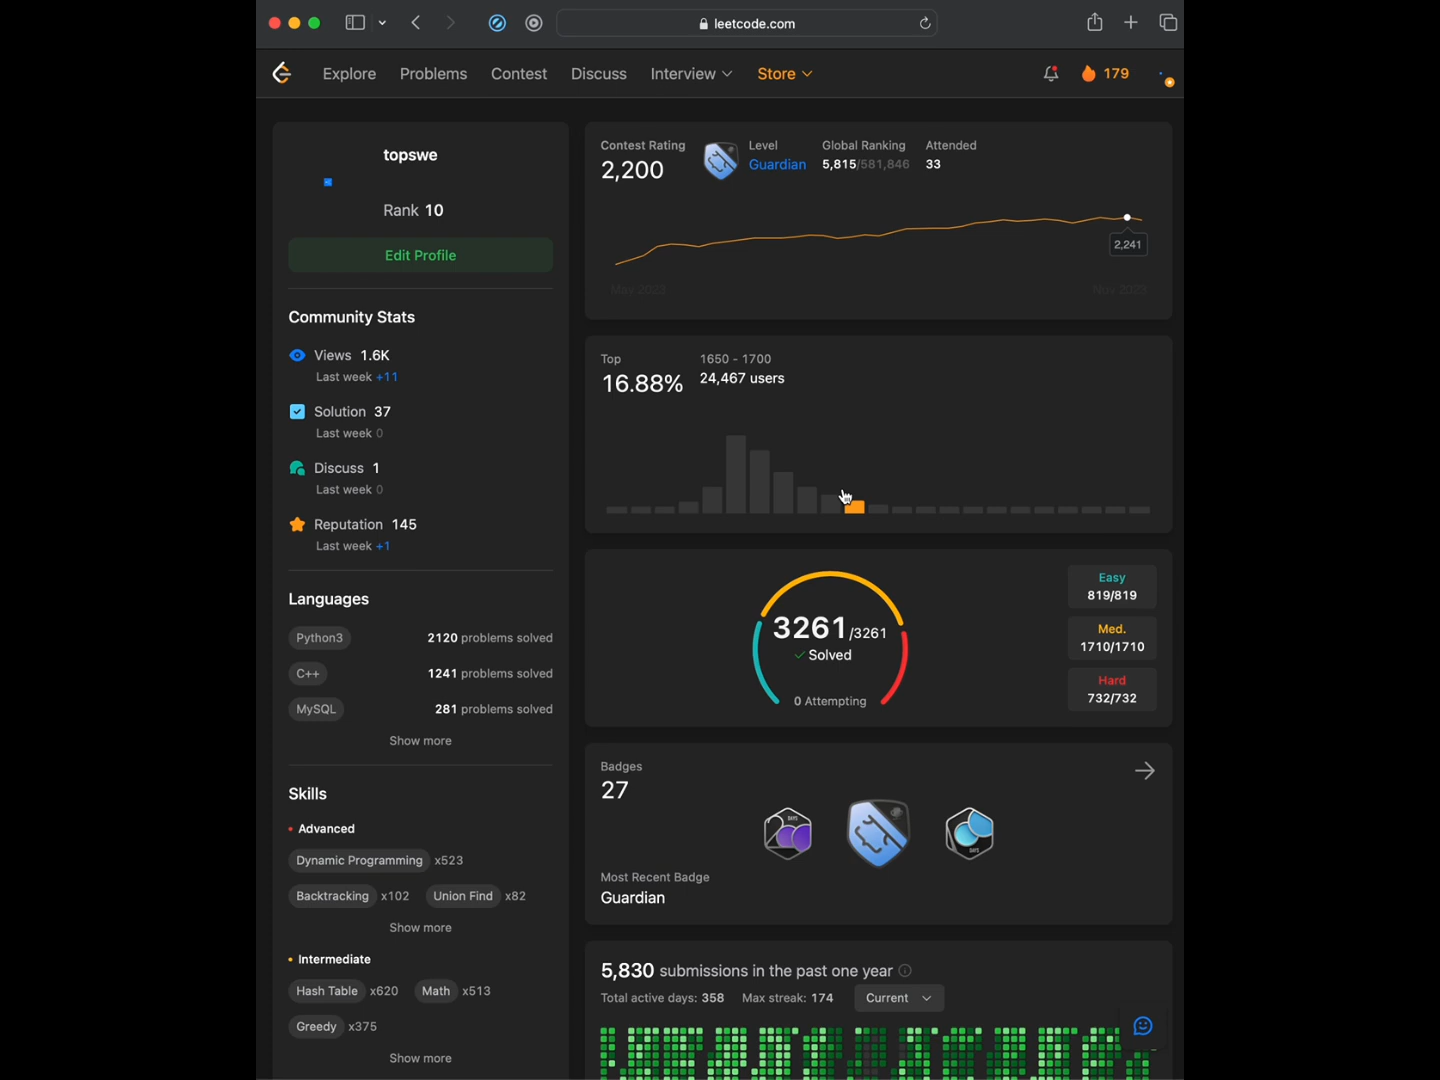 leetcode.com
Explore Problems Contest Discuss Interview Store 179
topswe
Rank 10
Edit Profile
Community Stats
Views 1.6K
Last week +11
Solution 37
Last week 0
Discuss 1
Last week 0
Reputation 145
Last week +1
Languages
Python3 2120 problems solved
C++ 1241 problems solved
MySQL 281 problems solved
Show more
Skills
Advanced
Dynamic Programming x523
Backtracking x102 Union Find x82
Show more
Intermediate
Hash Table x620 Math x513
Greedy x375
Show more
Contest Rating Level Global Ranking Attended
2,200 Guardian 5,815/581,846 33
2,241
May 2023 Nov 2023
Top 1650 - 1700
16.88% 24,467 users
3261/3261
Solved
0 Attempting
Easy
819/819
Med.
1710/1710
Hard
732/732
Badges
27
DAYS
DAYS
Most Recent Badge
Guardian
5,830 submissions in the past one year
Total active days: 358 Max streak: 174 Current